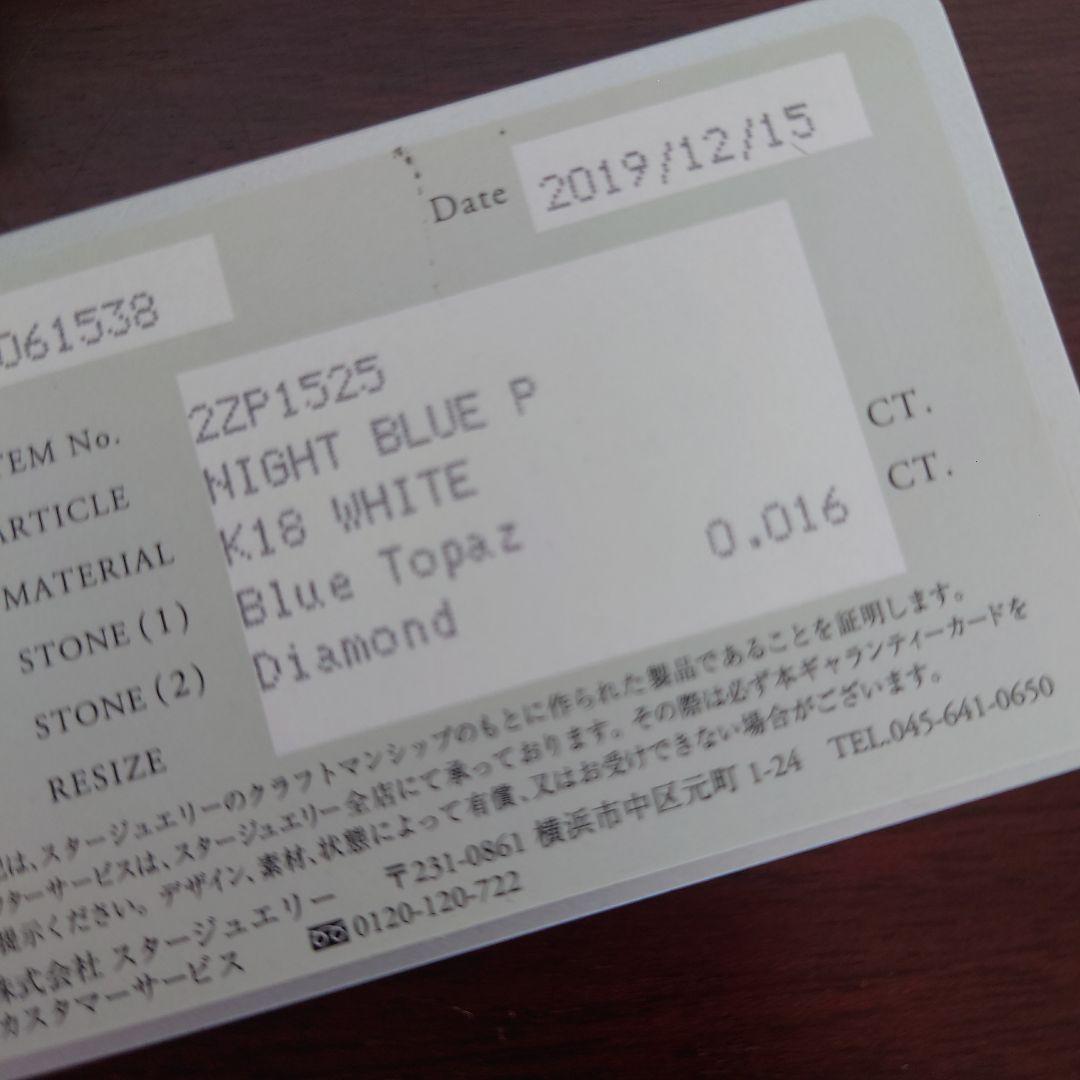 Date 2019/12/15
061538
ITEM No. 2ZP1525
ARTICLE NIGHT BLUE P
MATERIAL K18 WHITE
STONE (1) Blue Topaz CT.
STONE (2) Diamond 0.016 CT.
RESIZE
は、スタージュエリーのクラフトマンシップのもとに作られた製品であることを証明します。
ターサービスは、スタージュエリー全店にて承っております。その際は必ず本ギャランティーカードを
提示ください。デザイン、素材、状態によって有償、又はお受けできない場合がございます。
株式会社 スタージュエリー 〒231-0861 横浜市中区元町 1-24 TEL.045-641-0650
カスタマーサービス 0120-120-722